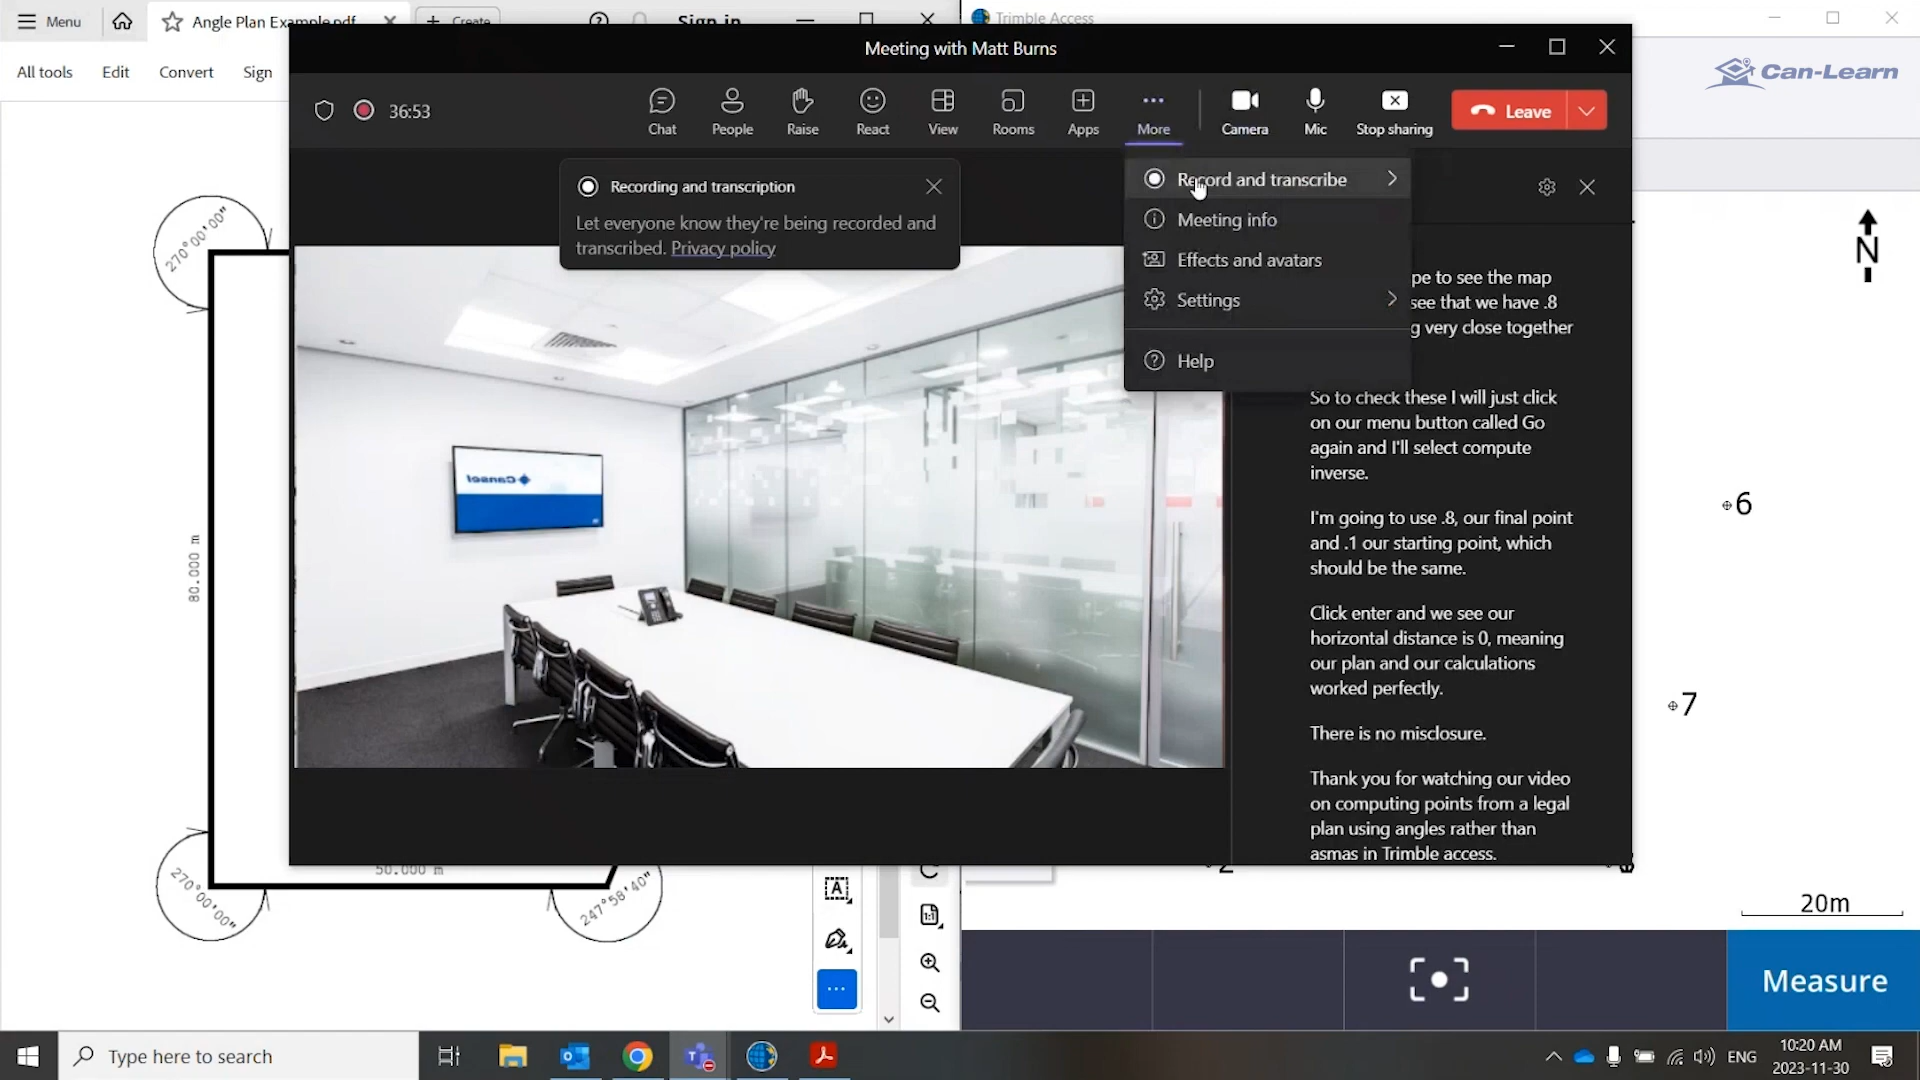 Menu
Angle Plan Example.pdf
Create
Sign in
Trimble Access
All tools
Edit
Convert
Sign
Can-Learn
Meeting with Matt Burns
36:53
Chat
People
Raise
React
View
Rooms
Apps
More
Camera
Mic
Stop sharing
Leave
Recording and transcription
Let everyone know they're being recorded and
transcribed. Privacy policy
Record and transcribe
Meeting info
Effects and avatars
Settings
Help
pe to see the map
see that we have .8
g very close together
So to check these I will just click
on our menu button called Go
again and I'll select compute
inverse.
I'm going to use .8, our final point
and .1 our starting point, which
should be the same.
Click enter and we see our
horizontal distance is 0, meaning
our plan and our calculations
worked perfectly.
There is no misclosure.
Thank you for watching our video
on computing points from a legal
plan using angles rather than
asmas in Trimble access.
Cansel
270°00'00"
80.000 m
50.000 m
270°00'00"
247°58'40"
N
6
7
2
20m
Measure
A
1:1
Type here to search
ENG
10:20 AM
2023-11-30